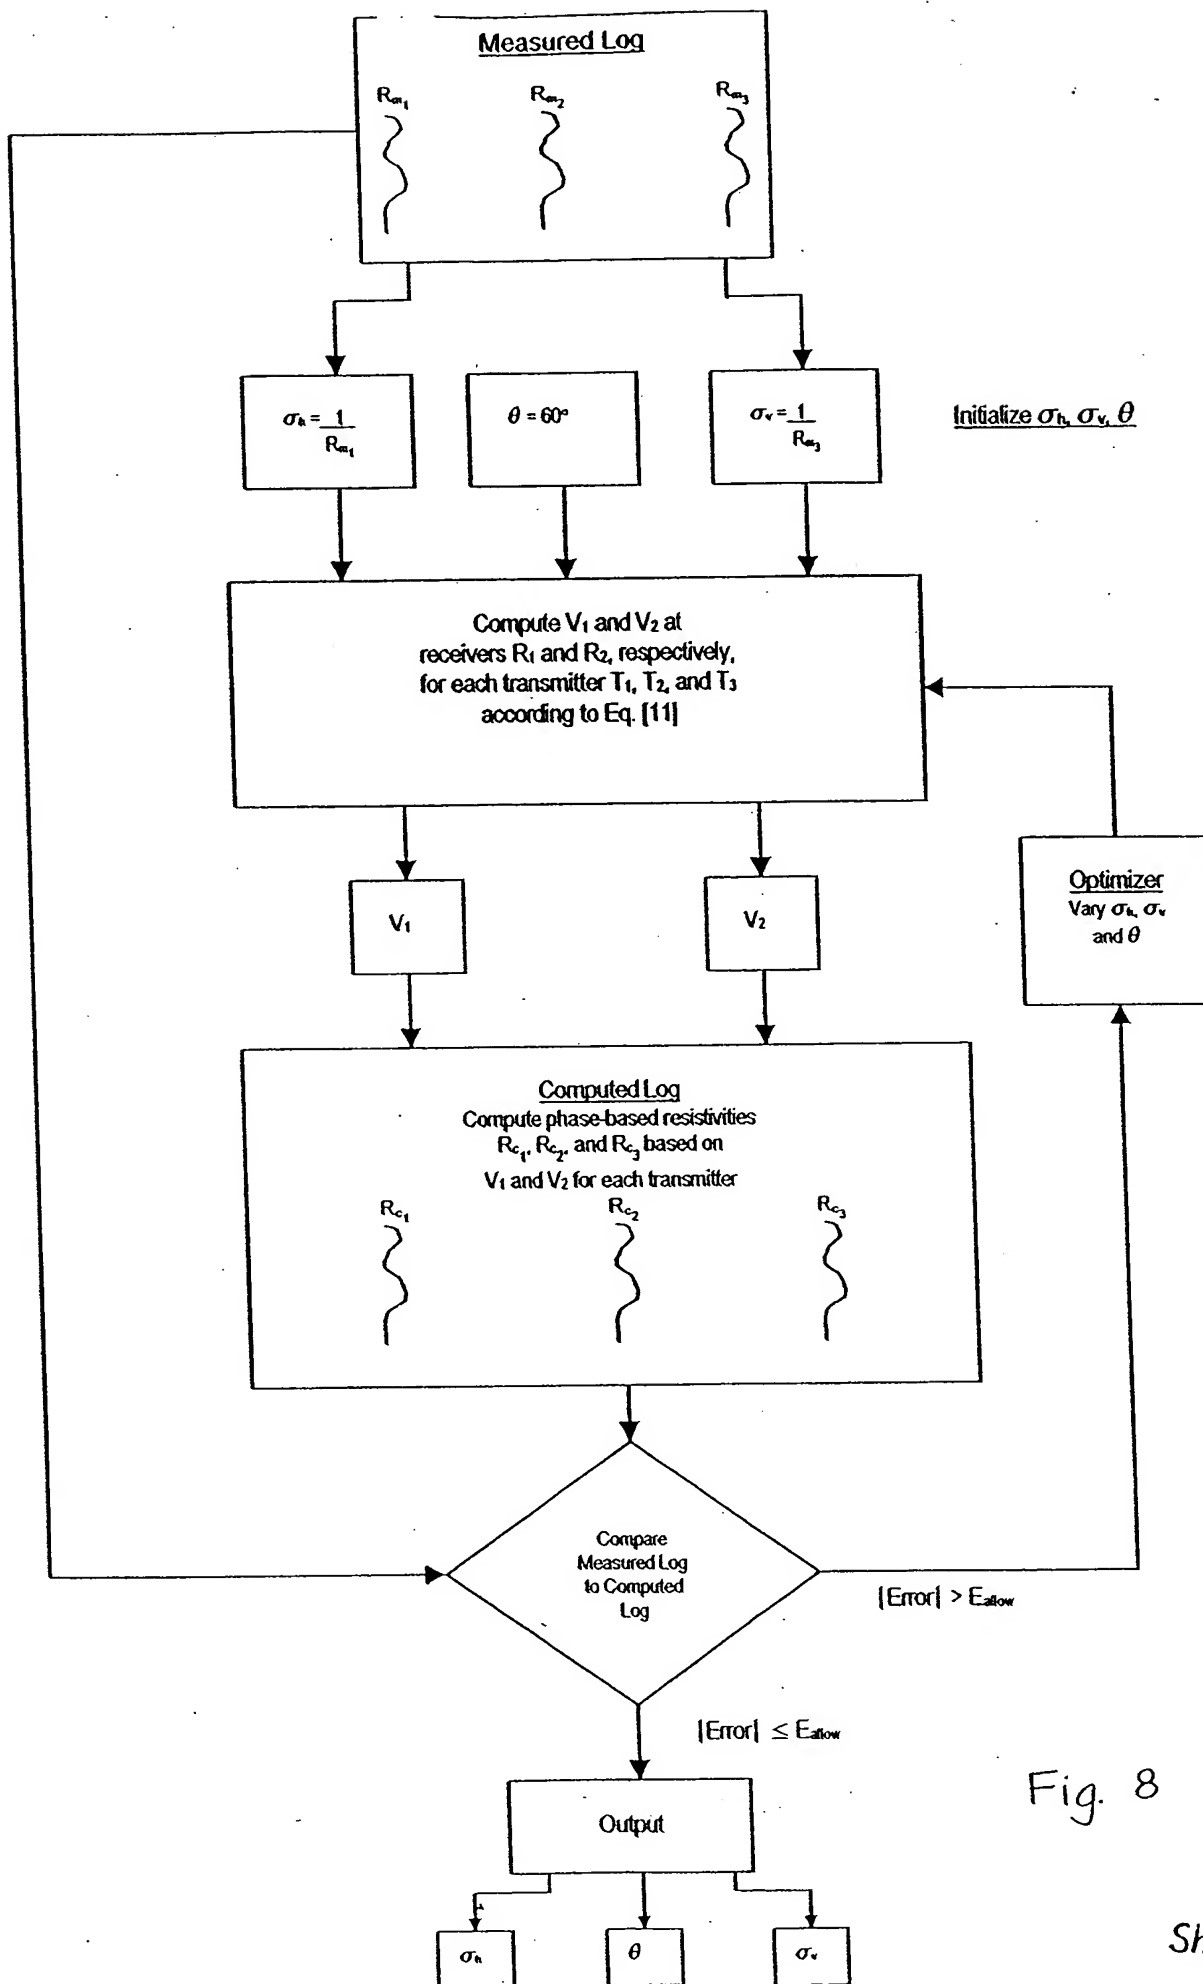 Measured Log
Rm1 Rm2 Rm3
σh = 1/Rm1
θ = 60°
σv = 1/Rm3
Initialize σh, σv, θ
Compute V1 and V2 at
receivers R1 and R2, respectively,
for each transmitter T1, T2, and T3
according to Eq. [11]
V1
V2
Optimizer
Vary σh, σv
and θ
Computed Log
Compute phase-based resistivities
Rc1, Rc2, and Rc3 based on
V1 and V2 for each transmitter
Rc1 Rc2 Rc3
Compare
Measured Log
to Computed
Log
|Error| > Eallow
|Error| ≤ Eallow
Output
σh
θ
σv
Fig. 8